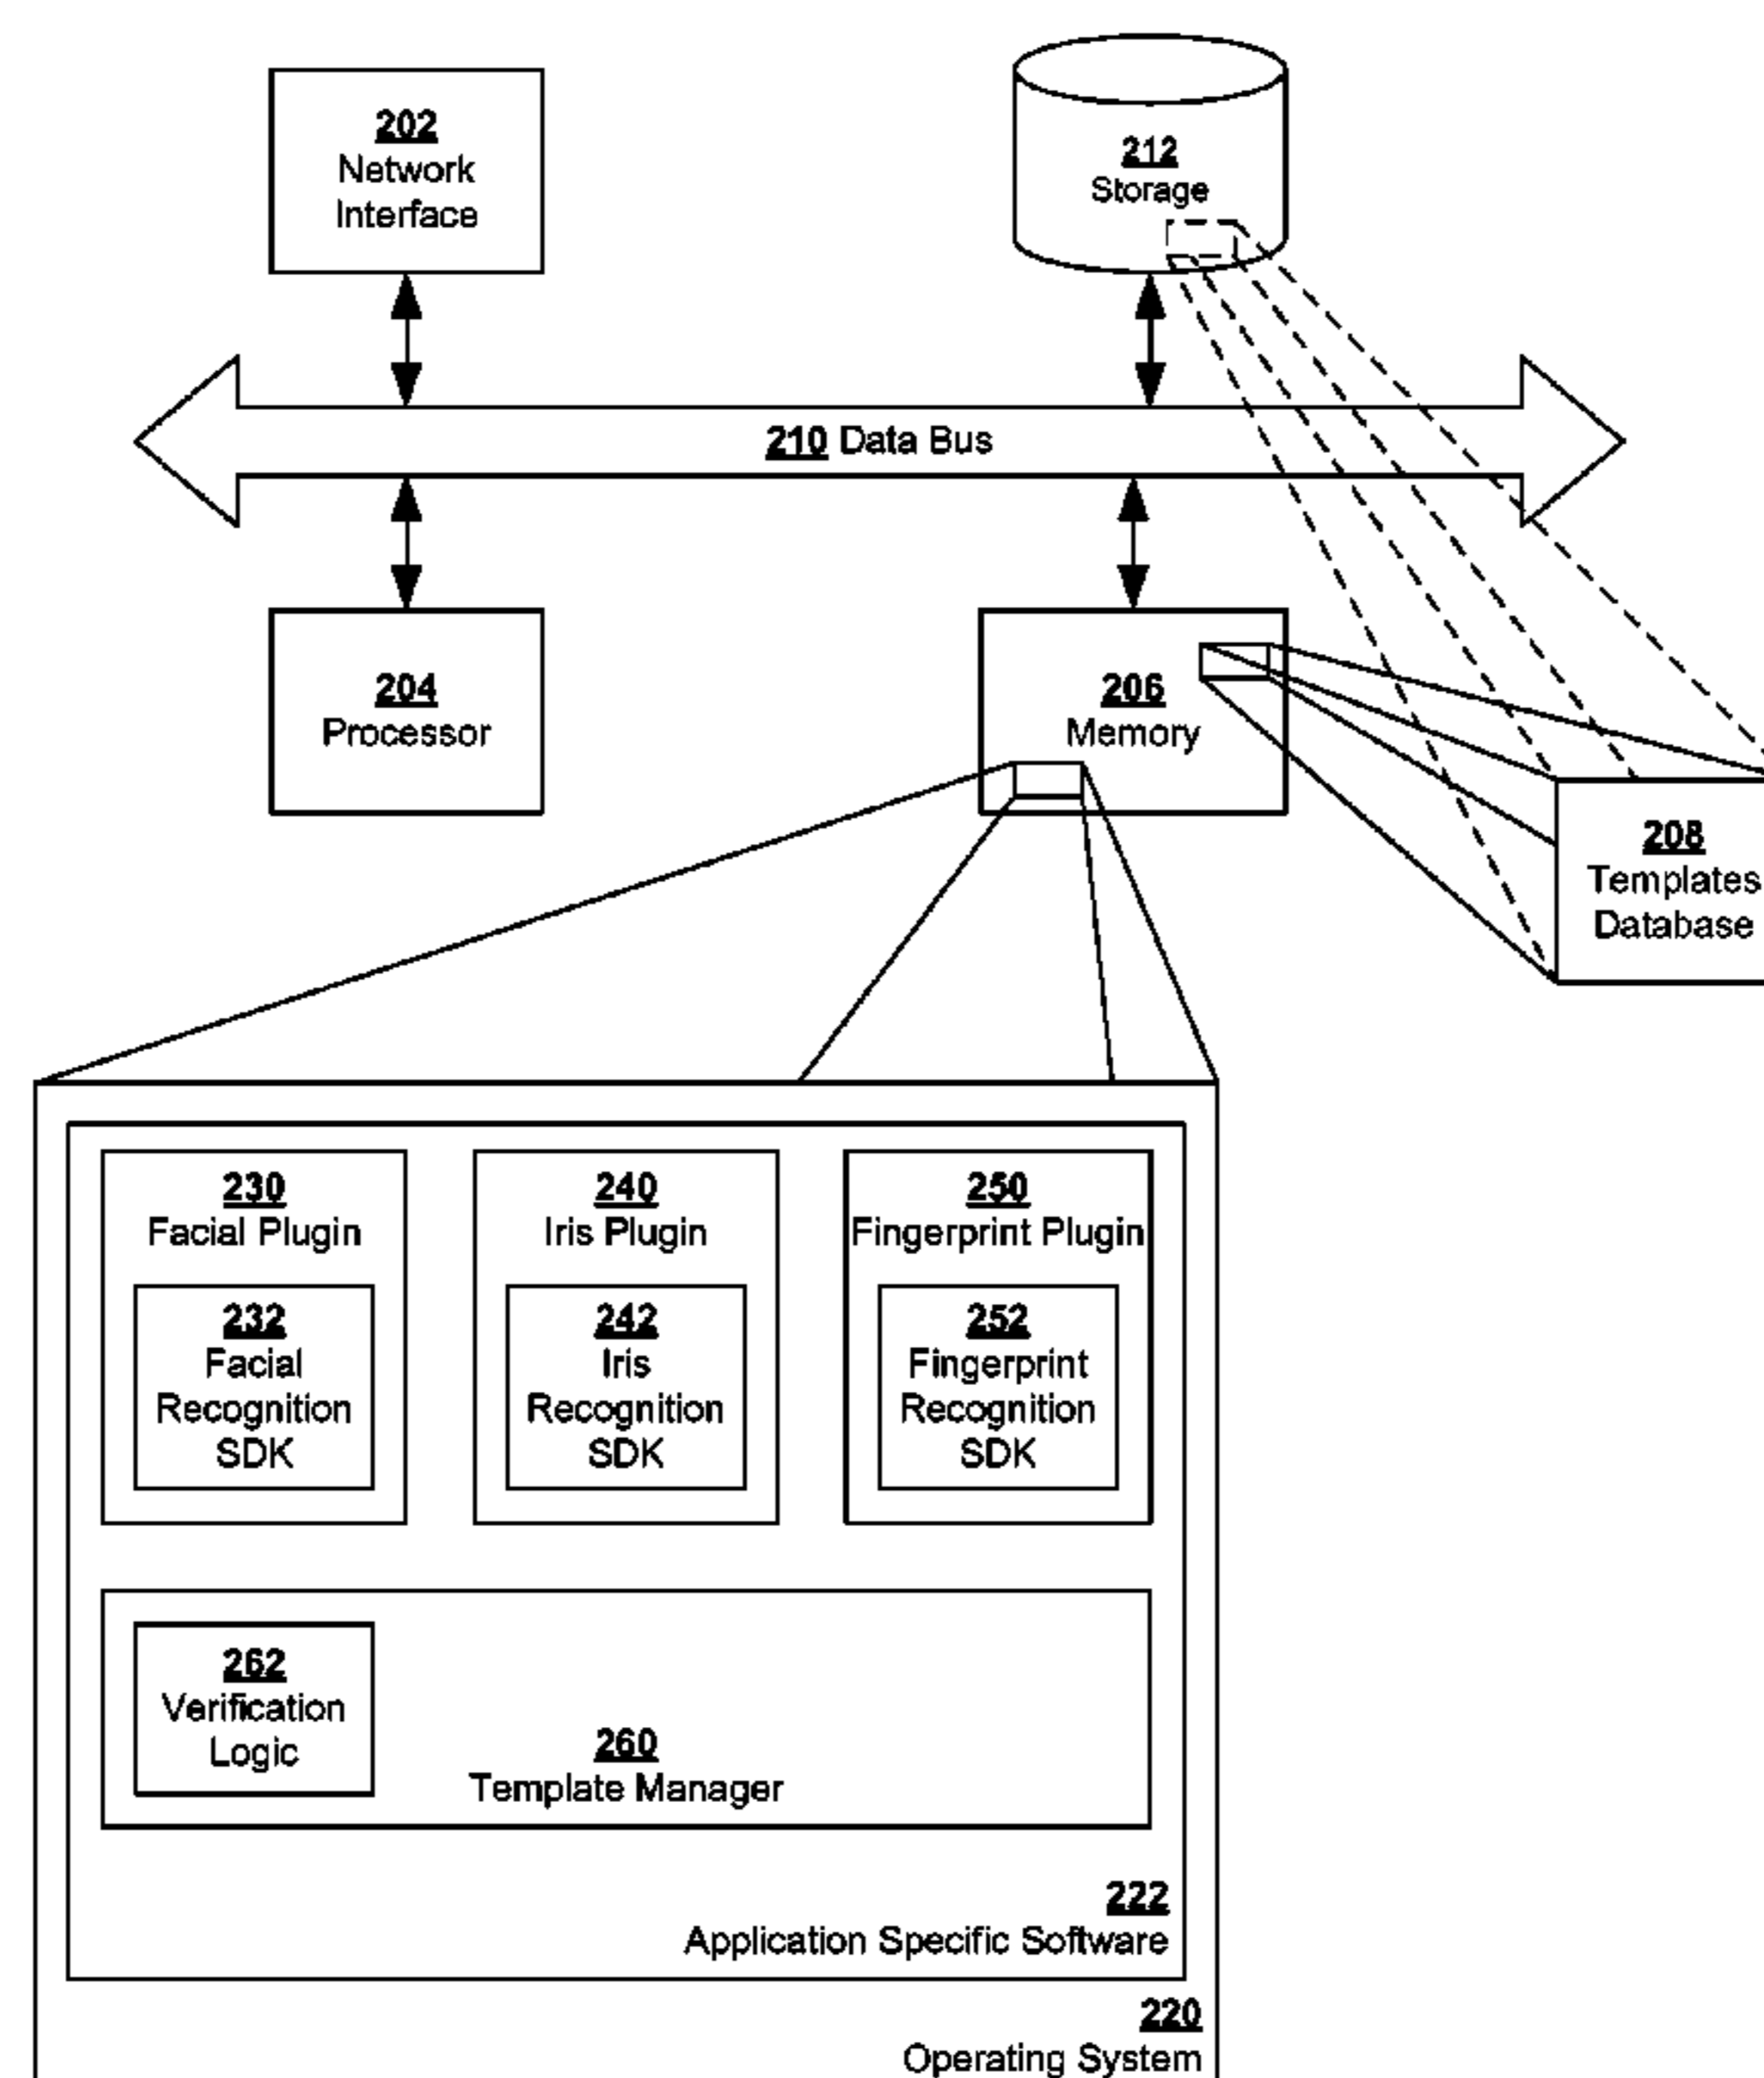 202
Network
Interface
212
Storage
210 Data Bus
204
Processor
206
Memory
208
Templates
Database
230
Facial Plugin
232
Facial
Recognition
SDK
240
Iris Plugin
242
Iris
Recognition
SDK
250
Fingerprint Plugin
252
Fingerprint
Recognition
SDK
262
Verification
Logic
260
Template Manager
222
Application Specific Software
220
Operating System